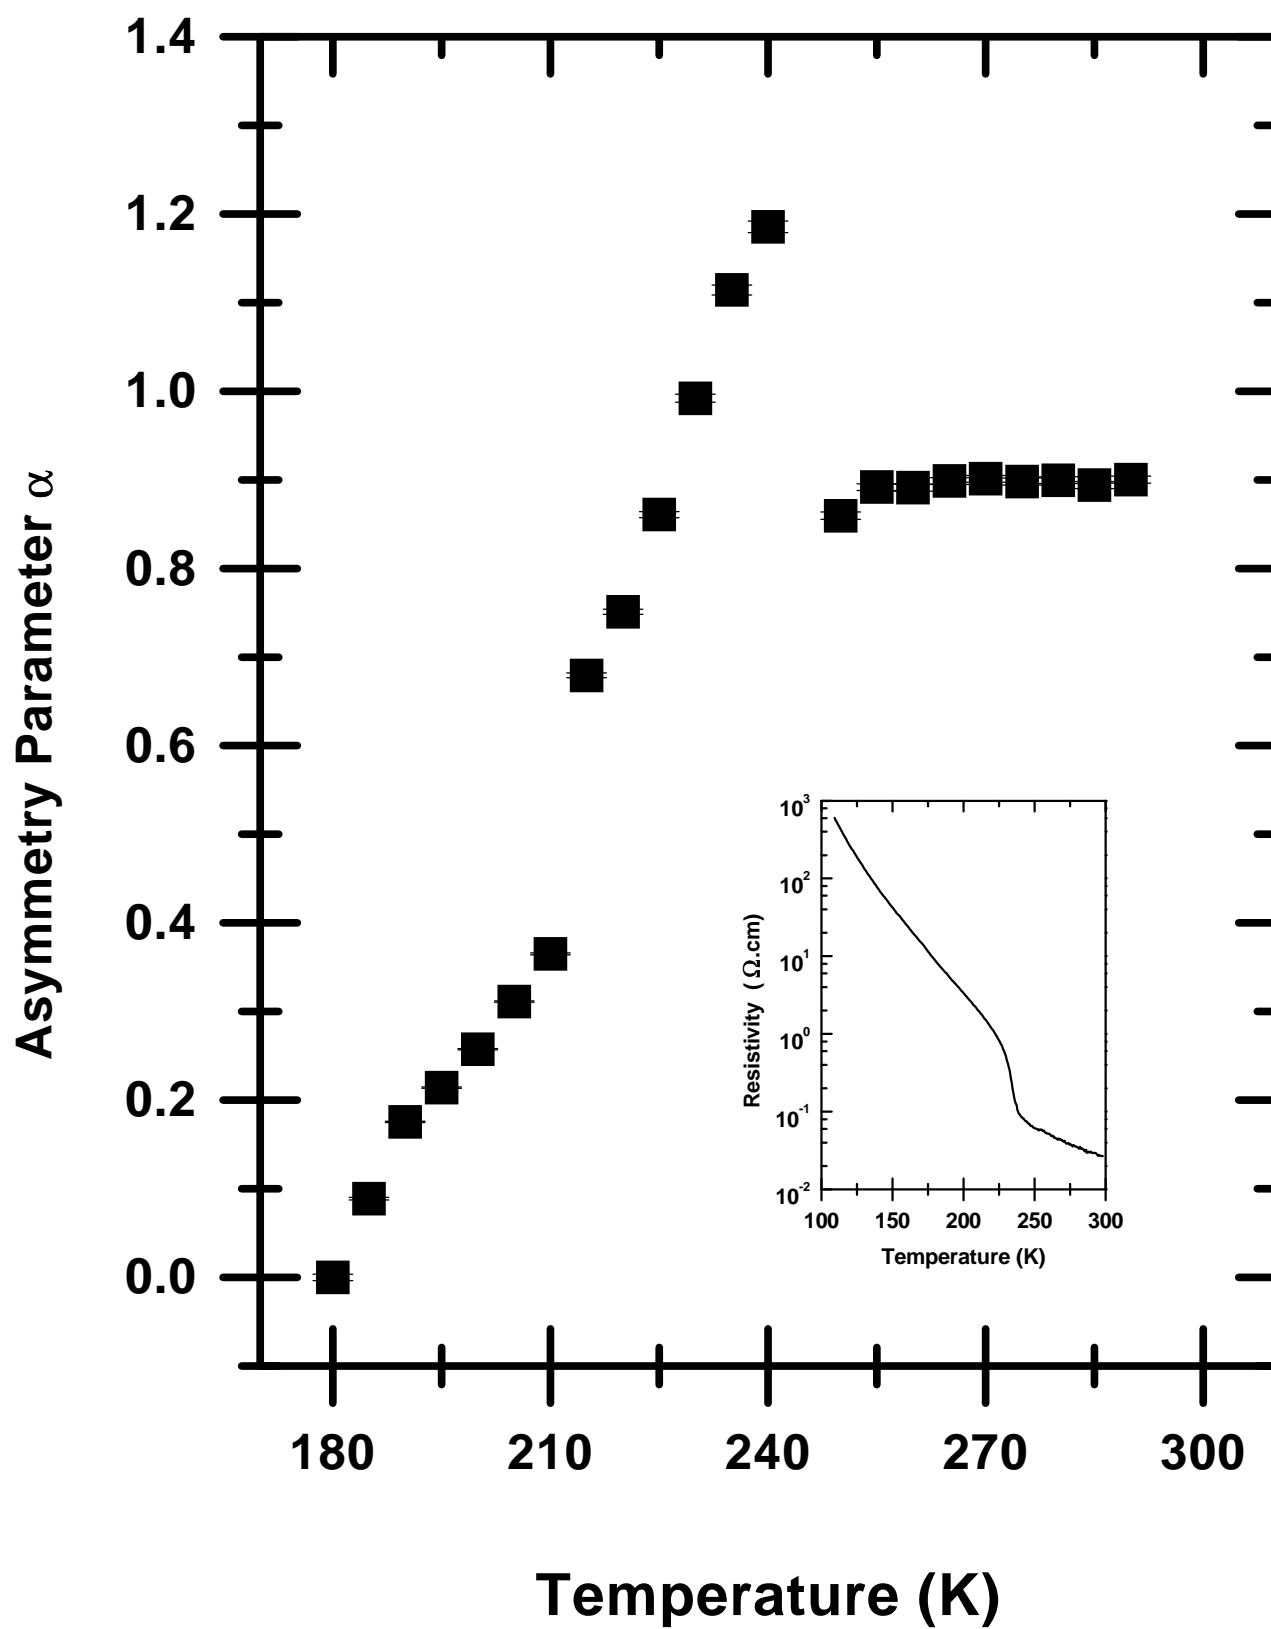 1.4
1.2
1.0
0.8
0.6
0.4
0.2
0.0
Asymmetry Parameter α
180 210 240 270 300
Temperature (K)
10³
10²
10¹
10⁰
10⁻¹
10⁻²
Resistivity (Ω.cm)
100 150 200 250 300
Temperature (K)